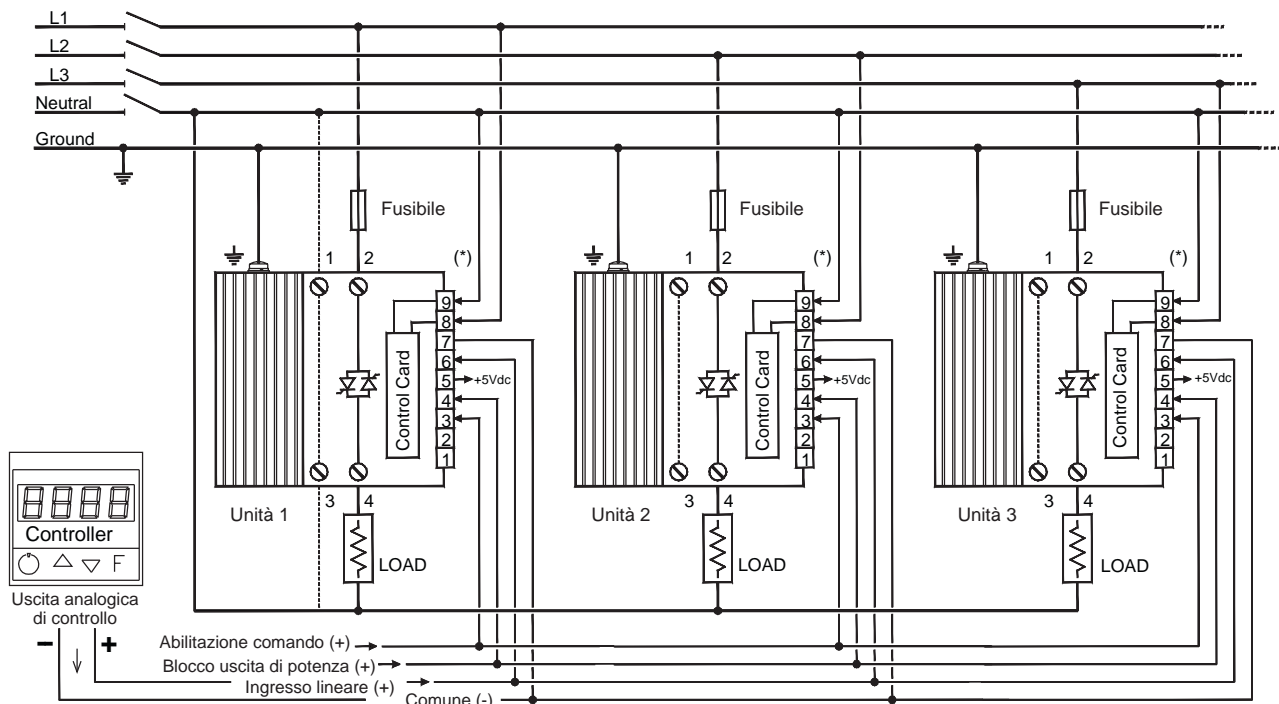 L1
L2
L3
Neutral
Ground
Fusibile
Fusibile
Fusibile
1 2 (*)
1 2 (*)
1 2 (*)
9
8
7
6
5 +5Vdc
4
3
2
1
Control Card
9
8
7
6
5 +5Vdc
4
3
2
1
Control Card
9
8
7
6
5 +5Vdc
4
3
2
1
Control Card
Unità 1 3 4
Unità 2 3 4
Unità 3 3 4
LOAD
LOAD
LOAD
8888
Controller
F
Uscita analogica
di controllo
− +
Abilitazione comando (+)
Blocco uscita di potenza (+)
Ingresso lineare (+)
Comune (-)